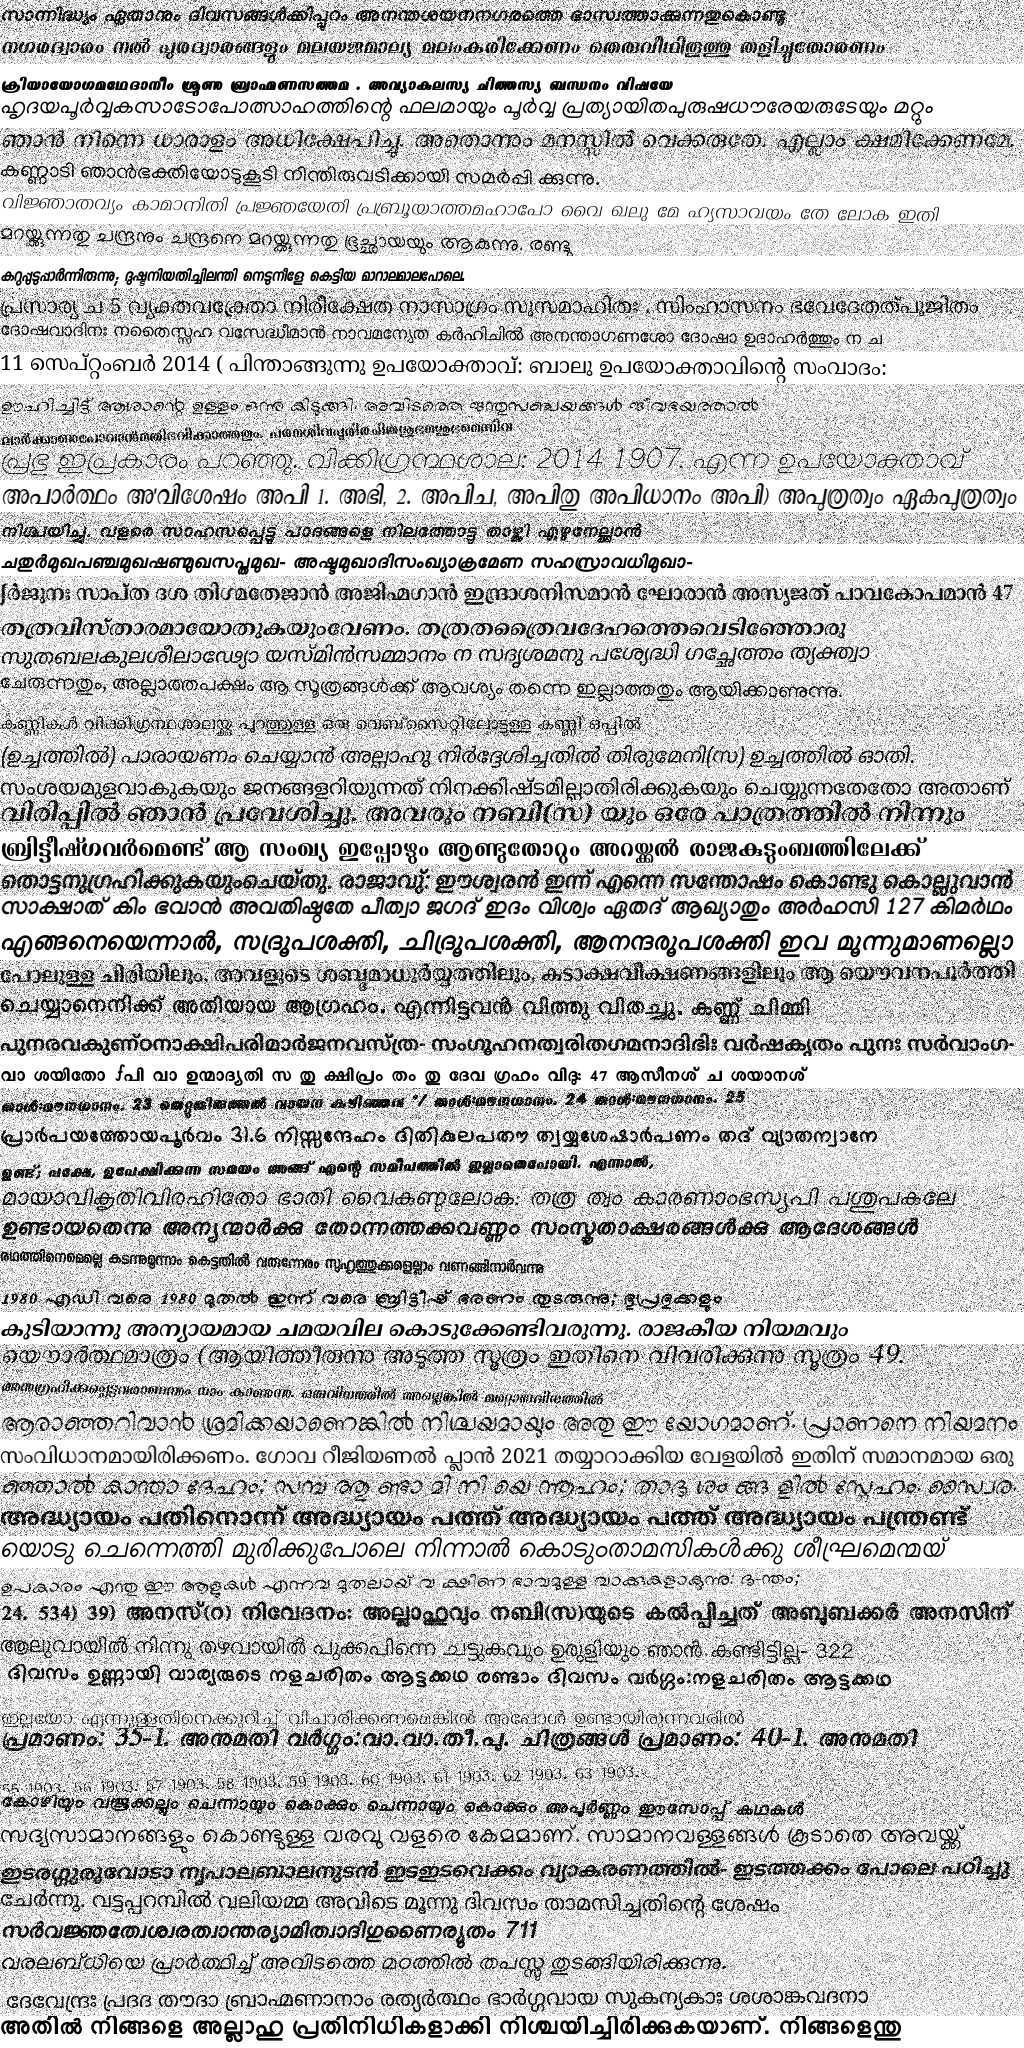 സാന്നിദ്ധ്യം ഏതാനും ദിവസങ്ങൾക്കിപ്പുറം അനന്തശയനനഗരത്തെ ഭാസ്വത്താക്കുന്നതുകൊണ്ടു
നഗരദ്വാരം നൽ പുരദ്വാരങ്ങളും മലയജമാല്യ മലംകരിക്കേണം തെരുവീഥിരുത്തു തളിച്ചുതോരണം
ക്രിയായോഗമഥേദാനീം ശൃണു ബ്രാഹ്മണസത്തമ . അവ്യാകലസ്യ ചിത്തസ്യ ബന്ധനം വിഷയേ
ഹൃദയപൂർവ്വകസാടോപോത്സാഹത്തിന്റെ ഫലമായും പൂർവ്വ പ്രത്യായിതപുരുഷധൗരേയരുടേയും മറ്റും
ഞാൻ നിന്നെ ധാരാളം അധിക്ഷേപിച്ചു. അതൊന്നും മനസ്സിൽ വെക്കരുതേ. എല്ലാം ക്ഷമിക്കേണമേ.
കണ്ണാടി ഞാൻഭക്തിയോടുകൂടി നിന്തിരുവടിക്കായി സമർപ്പി ക്കുന്നു.
വിജ്ഞാതവ്യം കാമാനിതി പ്രജ്ഞയേതി പ്രബ്രൂയാത്തമഹാപോ വൈ ഖലു മേ ഹ്യസാവയം തേ ലോക ഇതി
മറയ്ക്കുന്നതു ചന്ദ്രനും ചന്ദ്രനെ മറയ്ക്കുന്നതു ഭൂച്ഛായയും ആകുന്നു. രണ്ടു
കറുപ്പുടുപ്പാർന്നിരുന്നു; ദുഷ്ടനിയതിച്ചിലന്തി നെടുനീളേ കെട്ടിയ മാറാലമാലപോലെ.
പ്രസാര്യ ച 5 വ്യക്തവക്ത്രോ നിരീക്ഷേത നാസാഗ്രം സുസമാഹിതഃ . സിംഹാസനം ഭവേദേതത്പൂജിതം
ദോഷവാദിനഃ നതൈസ്സഹ വസേദ്ധീമാൻ നാവമന്യേത കർഹിചിൽ അനന്താഗണശോ ദോഷാ ഉദാഹർത്തും ന ച
11 സെപ്റ്റംബർ 2014 ( പിന്താങ്ങുന്നു ഉപയോക്താവ്: ബാലു ഉപയോക്താവിന്റെ സംവാദം:
ഊഹിച്ചിട്ട് ആശാന്റെ ഉള്ളം ഒന്നു കിടുങ്ങി. അവിടത്തെ ജന്തുസഞ്ചയങ്ങൾ ജീവഭയത്താൽ
പ്രഭു ഇപ്രകാരം പറഞ്ഞു. വിക്കിഗ്രന്ഥശാല: 2014 1907. എന്ന ഉപയോക്താവ്
അപാർത്ഥം അ'വിശേഷം അപി 1. അഭി, 2. അപിച, അപിതു അപിധാനം അപി) അപുത്രത്വം ഏകപുത്രത്വം
നിശ്ചയിച്ചു. വളരെ സാഹസപ്പെട്ടു പാദങ്ങളെ നിലത്തോട്ടു താഴ്ത്തി എഴുന്നേല്ക്കാൻ
ചതുർമുഖപഞ്ചമുഖഷണ്മുഖസപ്തമുഖ- അഷ്ടമുഖാദിസംഖ്യാക്രമേണ സഹസ്രാവധിമുഖാ-
ഽർജുനഃ സാപ്ത ദശ തിഗ്മതേജാൻ അജിഹ്മഗാൻ ഇന്ദ്രാശനിസമാൻ ഘോരാൻ അസൃജത് പാവകോപമാൻ 47
തത്രവിസ്താരമായോതുകയുംവേണം. തത്രതത്രൈവദേഹത്തെവെടിഞ്ഞോരു
സുതബലകുലശീലാഢ്യോ യസ്മിൻസമ്മാനം ന സദൃശമനു പശ്യേദ്ധി ഗച്ഛേത്തം ത്യക്ത്വാ
ചേരുന്നതും, അല്ലാത്തപക്ഷം ആ സൂത്രങ്ങൾക്ക് ആവശ്യം തന്നെ ഇല്ലാത്തതും ആയിക്കാണുന്നു.
കണ്ണികൾ വിക്കിഗ്രന്ഥശാലയ്ക്കു പുറത്തുള്ള ഒരു വെബ്സൈറ്റിലോട്ടുള്ള കണ്ണി ഒപ്പിൽ
(ഉച്ചത്തിൽ) പാരായണം ചെയ്യാൻ അല്ലാഹു നിർദ്ദേശിച്ചതിൽ തിരുമേനി(സ) ഉച്ചത്തിൽ ഓതി.
സംശയമുളവാകുകയും ജനങ്ങളറിയുന്നത് നിനക്കിഷ്ടമില്ലാതിരിക്കുകയും ചെയ്യുന്നതേതോ അതാണ്
വിരിപ്പിൽ ഞാൻ പ്രവേശിച്ചു. അവരും നബി(സ) യും ഒരേ പാത്രത്തിൽ നിന്നും
ബ്രിട്ടീഷ്ഗവർമെണ്ട് ആ സംഖ്യ ഇപ്പോഴും ആണ്ടുതോറും അറയ്ക്കൽ രാജകുടുംബത്തിലേക്ക്
തൊട്ടനുഗ്രഹിക്കുകയുംചെയ്തു. രാജാവു്: ഈശ്വരൻ ഇന്ന് എന്നെ സന്തോഷം കൊണ്ടു കൊല്ലുവാൻ
സാക്ഷാത് കിം ഭവാൻ അവതിഷ്ഠതേ പീത്വാ ജഗദ് ഇദം വിശ്വം ഏതദ് ആഖ്യാതും അർഹസി 127 കിമർഥം
എങ്ങനെയെന്നാൽ, സദ്രൂപശക്തി, ചിദ്രൂപശക്തി, ആനന്ദരൂപശക്തി ഇവ മൂന്നുമാണല്ലൊ
പോലുള്ള ചിരിയിലും, അവളുടെ ശബ്ദമാധുര്യത്തിലും, കടാക്ഷവീക്ഷണങ്ങളിലും ആ യൌവനപൂർത്തി
ചെയ്യാനെനിക്ക് അതിയായ ആഗ്രഹം. എന്നിട്ടവൻ വിത്തു വിതച്ചു. കണ്ണ് ചിമ്മി
പുനരവകുണ്ഠനാക്ഷിപരിമാർജനവസ്ത്ര- സംഗൂഹനത്വരിതഗമനാദിഭിഃ വർഷകൃതം പുനഃ സർവാംഗ-
വാ ശയിതോ ഽപി വാ ഉന്മാദ്യതി സ തു ക്ഷിപ്രം തം തു ദേവ ഗ്രഹം വിദുഃ 47 ആസീനശ് ച ശയാനശ്
താൾ:മൗനഗാനം. 23 തെറ്റുതിരുത്തൽ വായന കഴിഞ്ഞവ °/ താൾ:മൗനഗാനം. 24 താൾ:മൗനഗാനം. 25
പ്രാർപയത്തോയപൂർവം 31.6 നിസ്സന്ദേഹം ദിതികുലപതൗ ത്വയ്യശേഷാർപണം തദ് വ്യാതന്വാനേ
ഉണ്ട്; പക്ഷേ, ഉപേക്ഷിക്കുന്ന സമയം അങ്ങ് എന്റെ സമീപത്തിൽ ഇല്ലാതെപോയി. എന്നാൽ,
മായാവികൃതിവിരഹിതോ ഭാതി വൈകുണ്ഠലോകഃ തത്ര ത്വം കാരണാംഭസ്യപി പശുപകുലേ
ഉണ്ടായതെന്നു അന്യന്മാർക്കു തോന്നത്തക്കവണ്ണം സംസ്കൃതാക്ഷരങ്ങൾക്കു ആദേശങ്ങൾ
രഥത്തിനെമെല്ലെ കടന്നുമുന്നാം കെട്ടതിൽ വരുന്നേരം സുഹൃത്തുക്കളെല്ലാം വണങ്ങിനാർവന്നു
1980 എഡി വരെ 1980 മുതൽ ഇന്ന് വരെ ബ്രിട്ടീഷ് ഭരണം തുടരുന്നു; ഭൂപ്രഭുക്കളും
കുടിയാന്നു അന്യായമായ ചമയവില കൊടുക്കേണ്ടിവരുന്നു. രാജകീയ നിയമവും
യൌഗാർത്ഥമാത്രം (ആയിത്തീരുന്നു അടുത്ത സൂത്രം ഇതിനെ വിവരിക്കുന്നു സൂത്രം 49.
ആരാഞ്ഞറിവാൻ ശ്രമിക്കയാണെങ്കിൽ നിശ്ചയമായും അതു ഈ യോഗമാണ്. പ്രാണനെ നിയമനം
സംവിധാനമായിരിക്കണം. ഗോവ റീജിയണൽ പ്ലാൻ 2021 തയ്യാറാക്കിയ വേളയിൽ ഇതിന് സമാനമായ ഒരു
അദ്ധ്യായം പതിനൊന്ന് അദ്ധ്യായം പത്ത് അദ്ധ്യായം പത്ത് അദ്ധ്യായം പന്ത്രണ്ട്
യൊടു ചെന്നെത്തി മുരിക്കുപോലെ നിന്നാൽ കൊടുംതാമസികൾക്കു ശീഘ്രമെന്മയ്
ഉപകാരം എന്തു ഈ ആളുകൾ എന്നവ മുതലായ് വ ക്ഷീണ ഭാവമുള്ള വാക്കുകളാകുന്നു:
24. 534) 39) അനസ്(റ) നിവേദനം: അല്ലാഹുവും നബി(സ)യുടെ കൽപ്പിച്ചത് അബൂബക്കർ അനസിന്
ആലുവായിൽ നിന്നു തഴവായിൽ പുക്കപിന്നെ ചട്ടുകവും ഉരുളിയും ഞാൻ കണ്ടിട്ടില്ല- 322
ദിവസം ഉണ്ണായി വാര്യരുടെ നളചരിതം ആട്ടക്കഥ രണ്ടാം ദിവസം വർഗ്ഗം:നളചരിതം ആട്ടക്കഥ
ഇല്ലയോ എന്നുള്ളതിനെക്കുറിച്ച് വിചാരിക്കണമെങ്കിൽ അപ്പോൾ ഉണ്ടായിരുന്നവരിൽ
പ്രമാണം: 35-1. അനുമതി വർഗ്ഗം:വാ.വാ.തീ.പു. ചിത്രങ്ങൾ പ്രമാണം: 40-1. അനുമതി
55 1903. 56 1903. 57 1903. 58 1903. 59 1903. 60 1903. 61 1903. 62 1903. 63 1903.
കോഴിയും വജ്രക്കല്ലും ചെന്നായും കൊക്കും ചെന്നായും കൊക്കും അപൂർണ്ണം ഈസോപ്പ് കഥകൾ
സദ്യസാമാനങ്ങളും കൊണ്ടുള്ള വരവു വളരെ കേമമാണ്. സാമാനവള്ളങ്ങൾ കൂടാതെ അവയ്ക്ക്
ഇടരഗ്ഗുരുവോടാ നൃപാലബാലനുടൻ ഇടഇടവെക്കം വ്യാകരണത്തിൽ- ഇടത്തക്കം പോലെ പഠിച്ചു
ചേർന്നു. വട്ടപ്പറമ്പിൽ വലിയമ്മ അവിടെ മൂന്നു ദിവസം താമസിച്ചതിന്റെ ശേഷം
സർവജ്ഞത്വേശ്വരത്വാന്തര്യാമിത്വാദിഗുണൈര്യുതം 711
വരലബ്ധിയെ പ്രാർത്ഥിച്ച് അവിടത്തെ മഠത്തിൽ തപസ്സു തുടങ്ങിയിരിക്കുന്നു.
ദേവേന്ദ്രഃ പ്രദദ തൗദാ ബ്രാഹ്മണാനാം രത്യർത്ഥം ഭാർഗ്ഗവായ സുകന്യകാഃ ശശാങ്കവദനാ
അതിൽ നിങ്ങളെ അല്ലാഹു പ്രതിനിധികളാക്കി നിശ്ചയിച്ചിരിക്കുകയാണ്. നിങ്ങളെന്തു